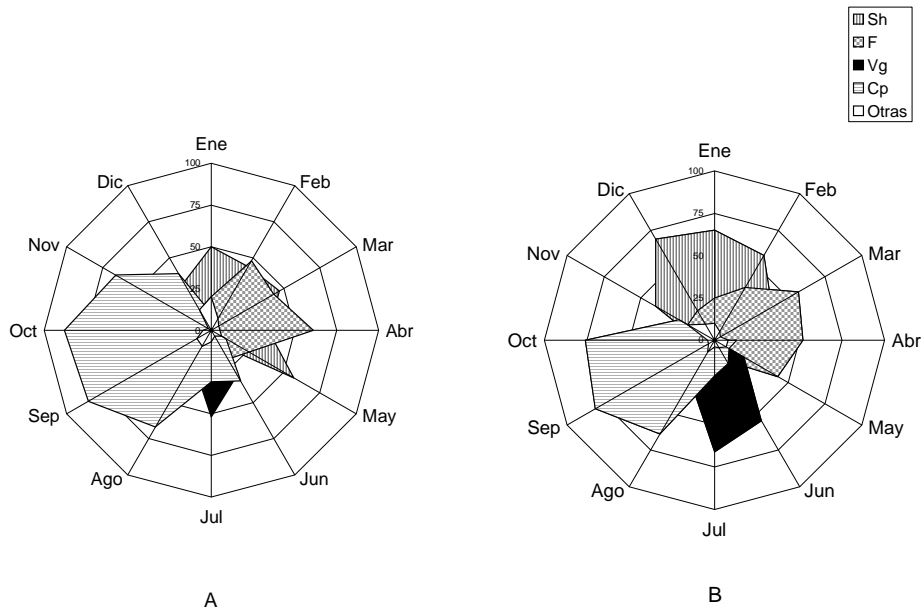 Sh
F
Vg
Cp
Otras
Ene
Feb
Mar
Abr
May
Jun
Jul
Ago
Sep
Oct
Nov
Dic
100
75
50
25
0
A
Ene
Feb
Mar
Abr
May
Jun
Jul
Ago
Sep
Oct
Nov
Dic
100
75
50
25
0
B